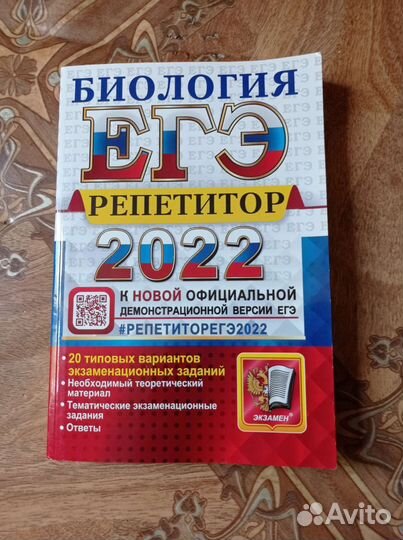 БИОЛОГИЯ
ЕГЭ
РЕПЕТИТОР
2022
К НОВОЙ ОФИЦИАЛЬНОЙ
ДЕМОНСТРАЦИОННОЙ ВЕРСИИ ЕГЭ
#РЕПЕТИТОРЕГЭ2022
• 20 типовых вариантов
экзаменационных заданий
• Необходимый теоретический
материал
• Тематические экзаменационные
задания
• Ответы
ЭКЗАМЕН®
Avito